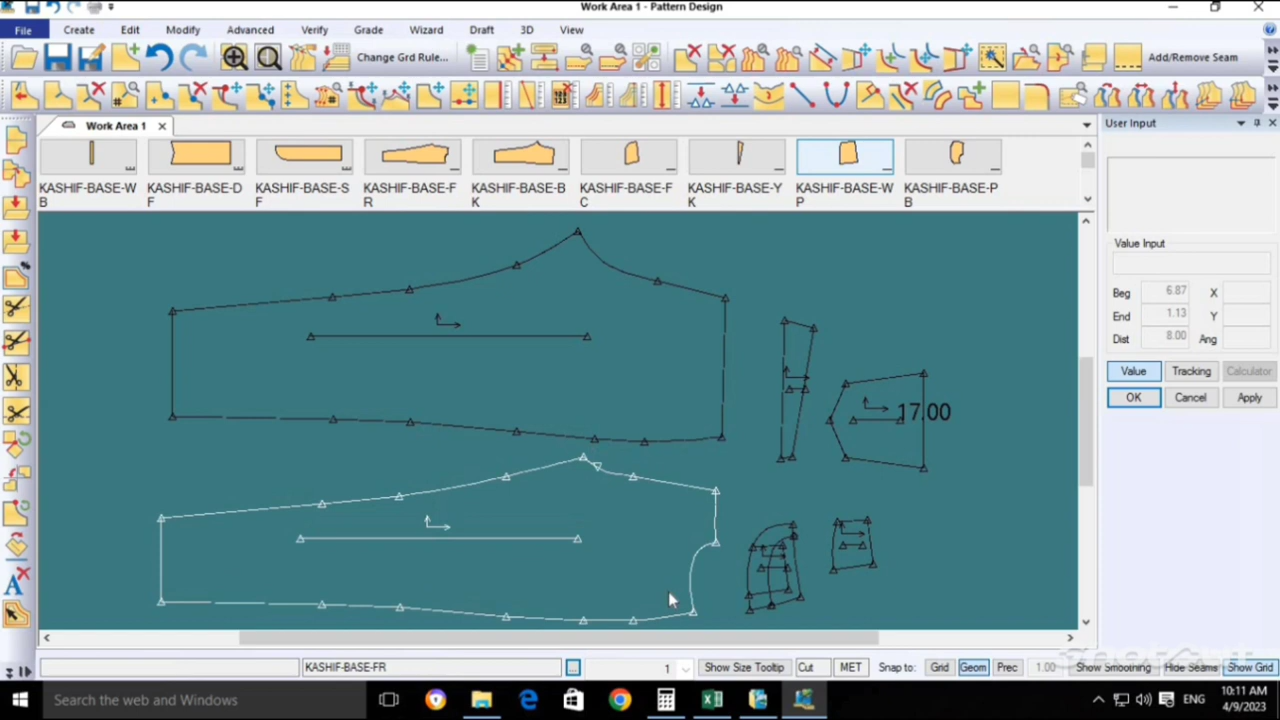 Work Area 1 - Pattern Design
File Create Edit Modify Advanced Verify Grade Wizard Draft 3D View
Change Grd Rule...
Add/Remove Seam
Work Area 1
User Input
KASHIF-BASE-W
B
KASHIF-BASE-D
F
KASHIF-BASE-S
F
KASHIF-BASE-F
R
KASHIF-BASE-B
K
KASHIF-BASE-F
C
KASHIF-BASE-Y
K
KASHIF-BASE-W
P
KASHIF-BASE-P
B
Value Input
Beg 6.87 X
End 1.13 Y
Dist 8.00 Ang
Value Tracking Calculator
OK Cancel Apply
17.00
KASHIF-BASE-FR ... 1 Show Size Tooltip Cut MET Snap to: Grid Geom Prec 1.00 Show Smoothing Hide Seams Show Grid
Search the web and Windows
ENG
10:11 AM
4/9/2023